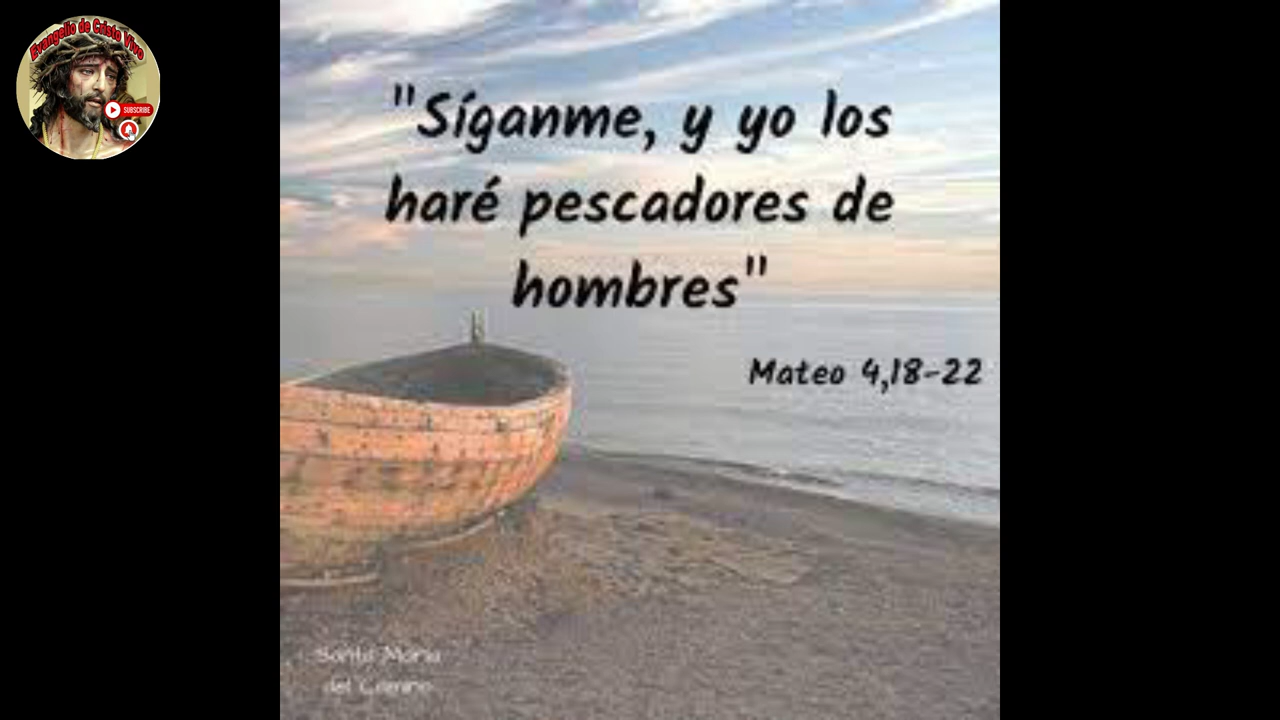 Evangelio de Cristo Vivo
SUBSCRIBE
"Síganme, y yo los
haré pescadores de
hombres"
Mateo 4,18-22
Santa María
del Camino